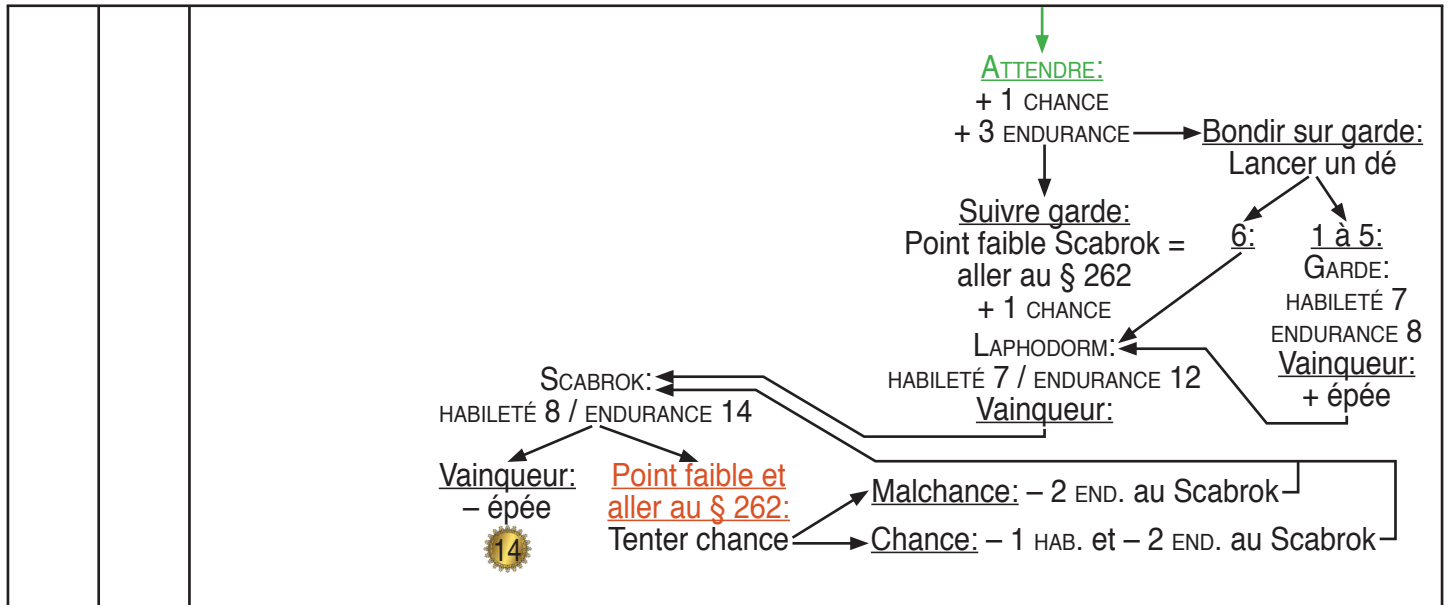 ATTENDRE:
+ 1 CHANCE
+ 3 ENDURANCE
Bondir sur garde:
Lancer un dé
Suivre garde:
Point faible Scabrok =
aller au § 262
+ 1 CHANCE
6:
1 à 5:
GARDE:
HABILETÉ 7
ENDURANCE 8
Vainqueur:
+ épée
LAPHODORM:
HABILETÉ 7 / ENDURANCE 12
Vainqueur:
SCABROK:
HABILETÉ 8 / ENDURANCE 14
Vainqueur:
– épée
14
Point faible et
aller au § 262:
Tenter chance
Malchance: – 2 END. au Scabrok
Chance: – 1 HAB. et – 2 END. au Scabrok